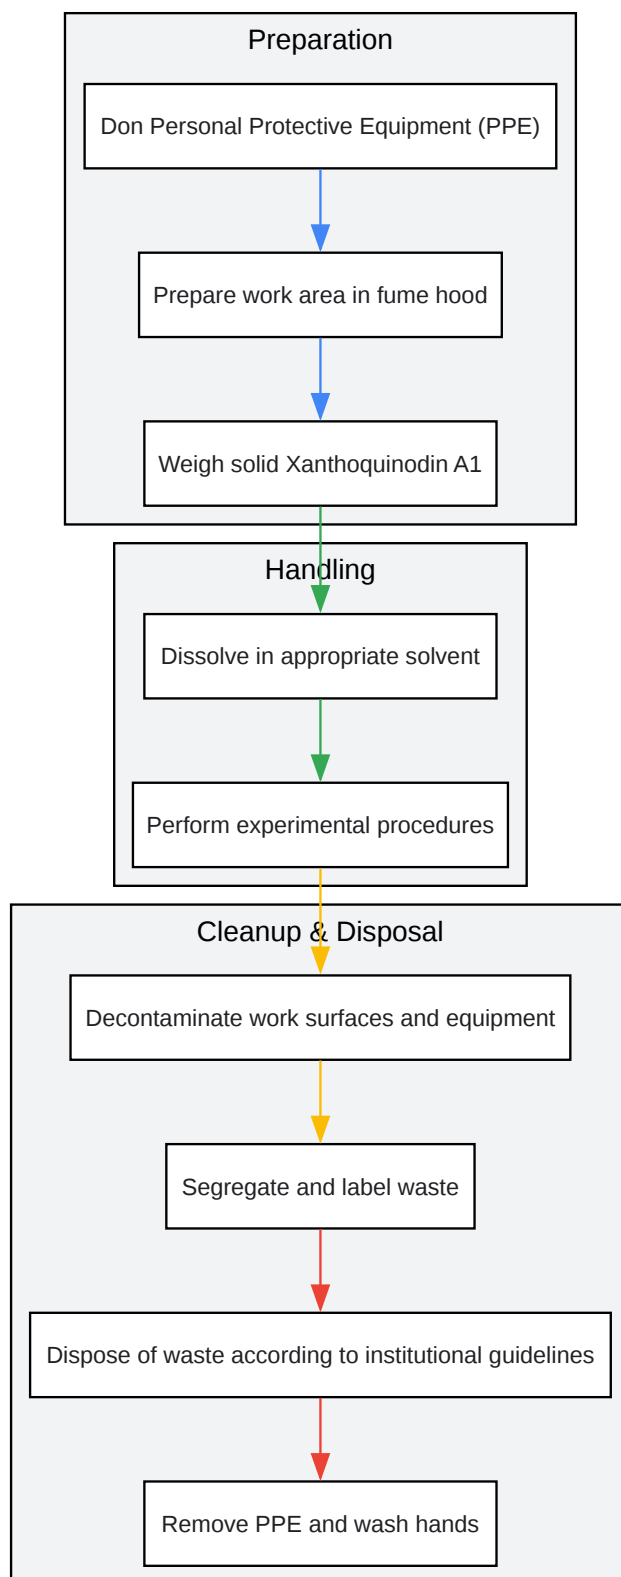 Preparation
Don Personal Protective Equipment (PPE)
Prepare work area in fume hood
Weigh solid Xanthoquinodin A1
Handling
Dissolve in appropriate solvent
Perform experimental procedures
Cleanup & Disposal
Decontaminate work surfaces and equipment
Segregate and label waste
Dispose of waste according to institutional guidelines
Remove PPE and wash hands